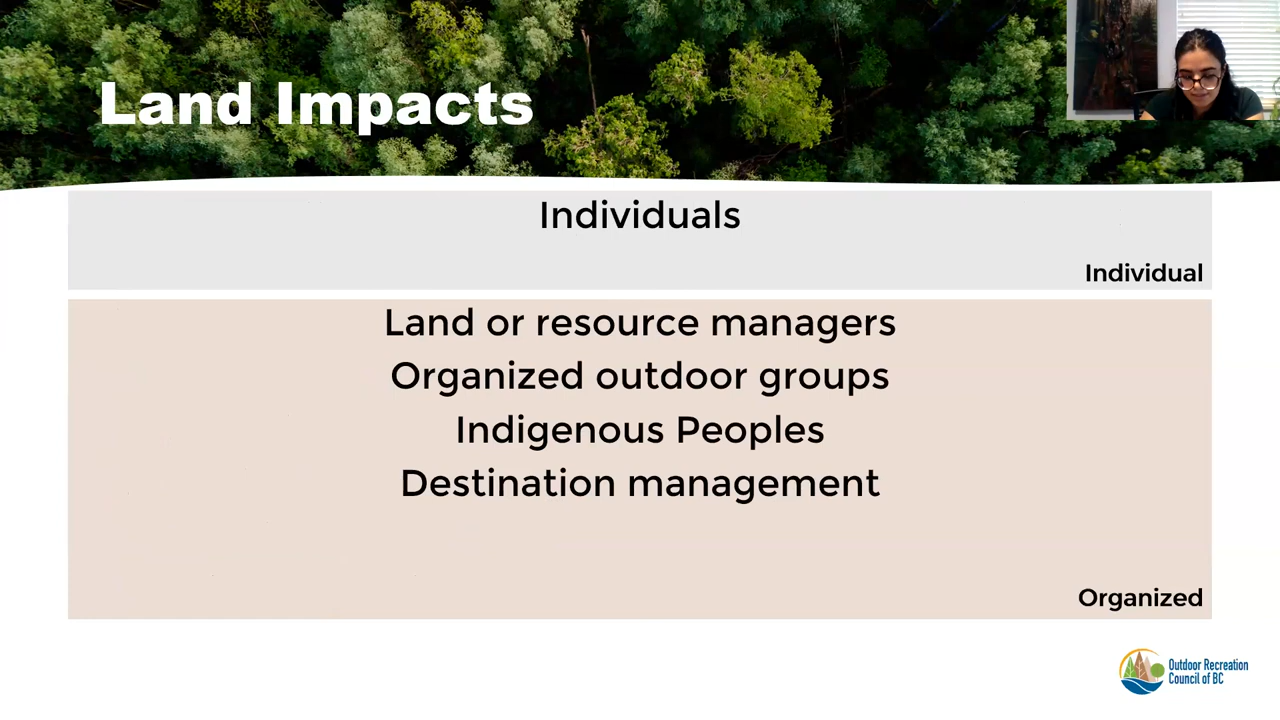 Land Impacts
Individuals
Individual
Land or resource managers
Organized outdoor groups
Indigenous Peoples
Destination management
Organized
Outdoor Recreation
Council of BC